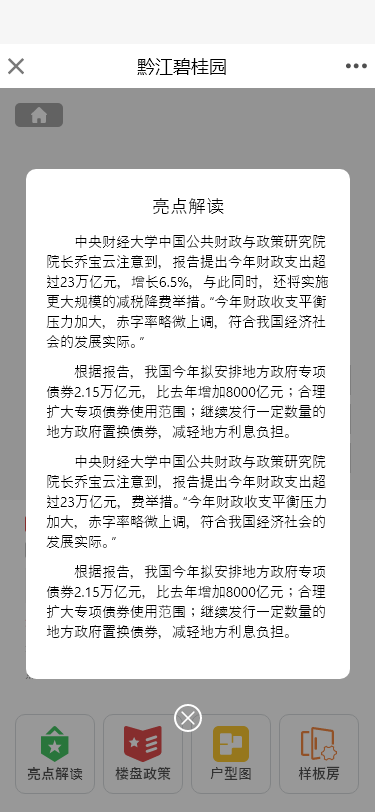 黔江碧桂园
亮点解读
中央财经大学中国公共财政与政策研究院
院长乔宝云注意到，报告提出今年财政支出超
过23万亿元，增长6.5%，与此同时，还将实施
更大规模的减税降费举措。“今年财政收支平衡
压力加大，赤字率略微上调，符合我国经济社
会的发展实际。”
根据报告，我国今年拟安排地方政府专项
债券2.15万亿元，比去年增加8000亿元；合理
扩大专项债券使用范围；继续发行一定数量的
地方政府置换债券，减轻地方利息负担。
中央财经大学中国公共财政与政策研究院
院长乔宝云注意到，报告提出今年财政支出超
过23万亿元，费举措。“今年财政收支平衡压力
加大，赤字率略微上调，符合我国经济社会的
发展实际。”
根据报告，我国今年拟安排地方政府专项
债券2.15万亿元，比去年增加8000亿元；合理
扩大专项债券使用范围；继续发行一定数量的
地方政府置换债券，减轻地方利息负担。
亮点解读
楼盘政策
户型图
样板房